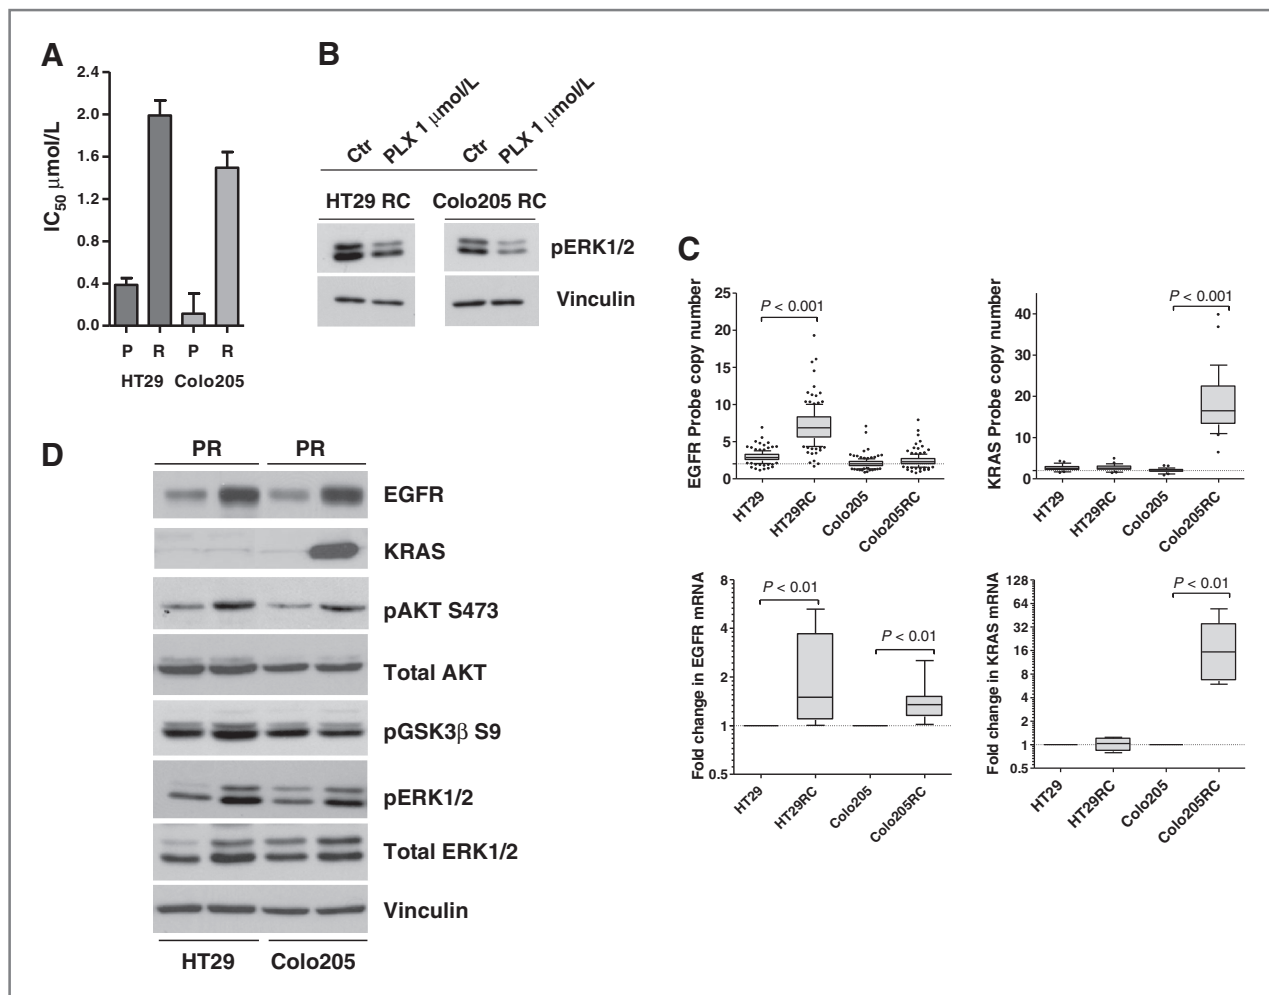 A
IC50 μmol/L
2.4
2.0
1.6
1.2
0.8
0.4
0.0
P R P R
HT29 Colo205
B
Ctr PLX 1 μmol/L Ctr PLX 1 μmol/L
HT29 RC Colo205 RC
pERK1/2
Vinculin
C
EGFR Probe copy number
25
20
15
10
5
0
P < 0.001
HT29 HT29RC Colo205 Colo205RC
KRAS Probe copy number
40
30
20
10
0
P < 0.001
HT29 HT29RC Colo205 Colo205RC
Fold change in EGFR mRNA
8
4
2
1
0.5
P < 0.01
P < 0.01
HT29 HT29RC Colo205 Colo205RC
Fold change in KRAS mRNA
128
64
32
16
8
4
2
1
0.5
P < 0.01
HT29 HT29RC Colo205 Colo205RC
D
PR PR
EGFR
KRAS
pAKT S473
Total AKT
pGSK3β S9
pERK1/2
Total ERK1/2
Vinculin
HT29 Colo205